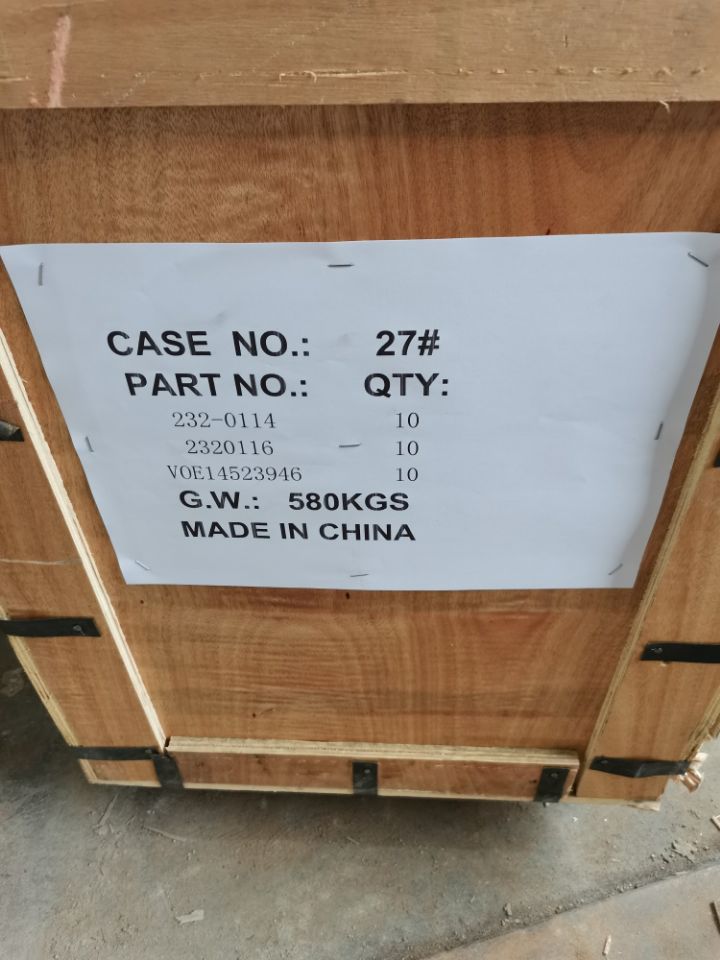 CASE NO.: 27#
PART NO.: QTY:
232-0114 10
2320116 10
VOE14523946 10
G.W.: 580KGS
MADE IN CHINA